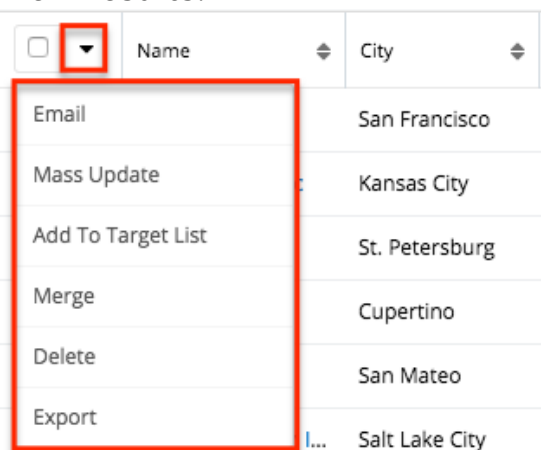 Name City
Email San Francisco
Mass Update Kansas City
Add To Target List St. Petersburg
Merge Cupertino
Delete San Mateo
Export l... Salt Lake City